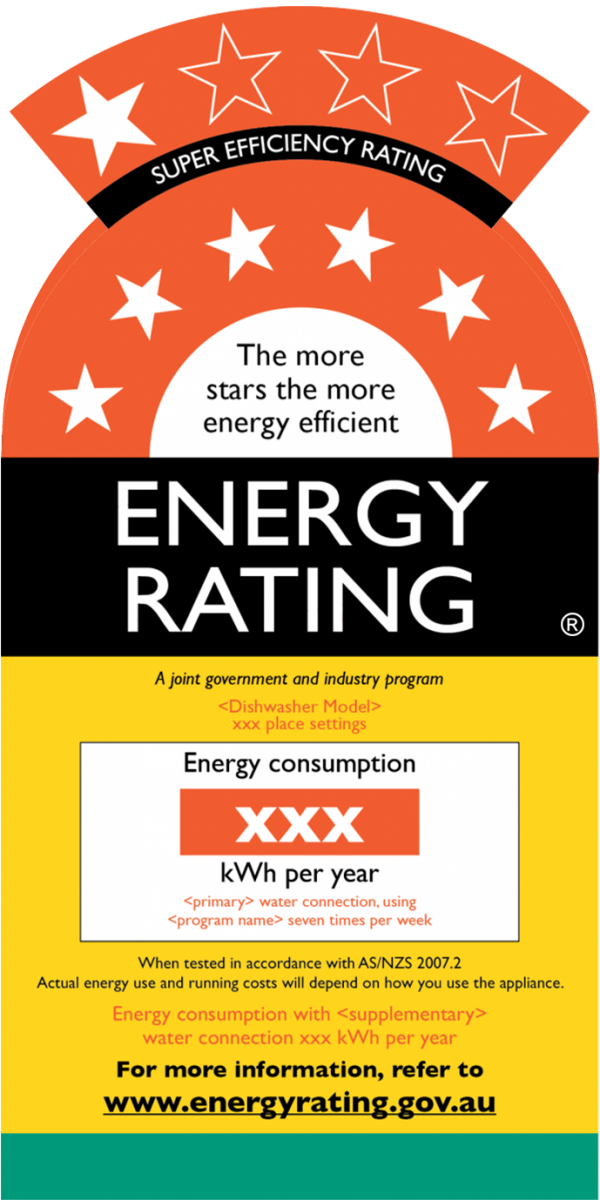 SUPER EFFICIENCY RATING
The more
stars the more
energy efficient
ENERGY
RATING
®
A joint government and industry program
<Dishwasher Model>
xxx place settings
Energy consumption
xxx
kWh per year
<primary> water connection, using
<program name> seven times per week
When tested in accordance with AS/NZS 2007.2
Actual energy use and running costs will depend on how you use the appliance.
Energy consumption with <supplementary>
water connection xxx kWh per year
For more information, refer to
www.energyrating.gov.au